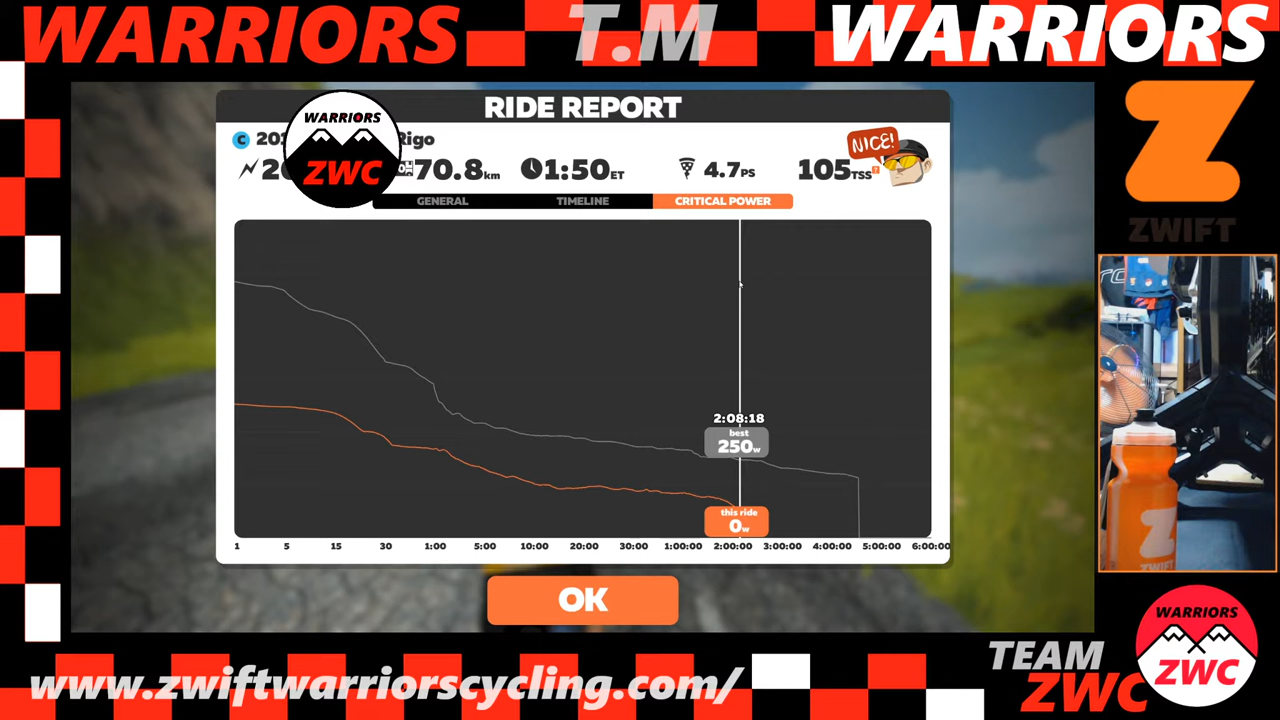 WARRIORS T.M WARRIORS
RIDE REPORT
C
Rigo
NICE!
70.8km 1:50ET 4.7PS 105TSS
GENERAL TIMELINE CRITICAL POWER
WARRIORS
ZWC
2:08:18
best
250w
this ride
0w
1 5 15 30 1:00 5:00 10:00 20:00 30:00 1:00:00 2:00:00 3:00:00 4:00:00 5:00:00 6:00:00
OK
ZWIFT
ZWIFT
www.zwiftwarriorscycling.com/
TEAM
ZWC
WARRIORS
ZWC